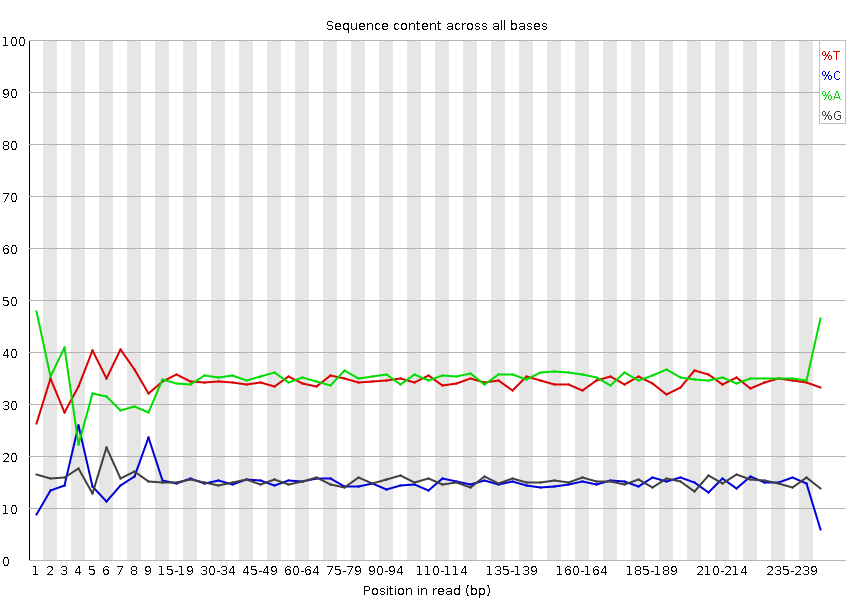 Sequence content across all bases
100
90
80
70
60
50
40
30
20
10
0
%T
%C
%A
%G
1 2 3 4 5 6 7 8 9 15-19 30-34 45-49 60-64 75-79 90-94 110-114 135-139 160-164 185-189 210-214 235-239
Position in read (bp)